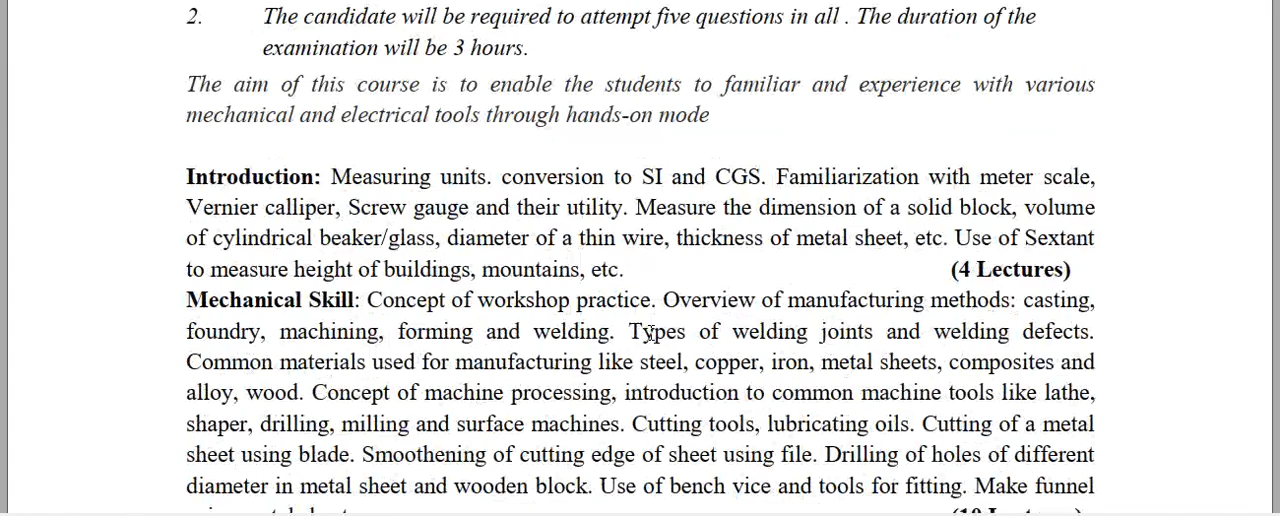 2. The candidate will be required to attempt five questions in all . The duration of the
examination will be 3 hours.
The aim of this course is to enable the students to familiar and experience with various
mechanical and electrical tools through hands-on mode
Introduction: Measuring units. conversion to SI and CGS. Familiarization with meter scale,
Vernier calliper, Screw gauge and their utility. Measure the dimension of a solid block, volume
of cylindrical beaker/glass, diameter of a thin wire, thickness of metal sheet, etc. Use of Sextant
to measure height of buildings, mountains, etc. (4 Lectures)
Mechanical Skill: Concept of workshop practice. Overview of manufacturing methods: casting,
foundry, machining, forming and welding. Types of welding joints and welding defects.
Common materials used for manufacturing like steel, copper, iron, metal sheets, composites and
alloy, wood. Concept of machine processing, introduction to common machine tools like lathe,
shaper, drilling, milling and surface machines. Cutting tools, lubricating oils. Cutting of a metal
sheet using blade. Smoothening of cutting edge of sheet using file. Drilling of holes of different
diameter in metal sheet and wooden block. Use of bench vice and tools for fitting. Make funnel